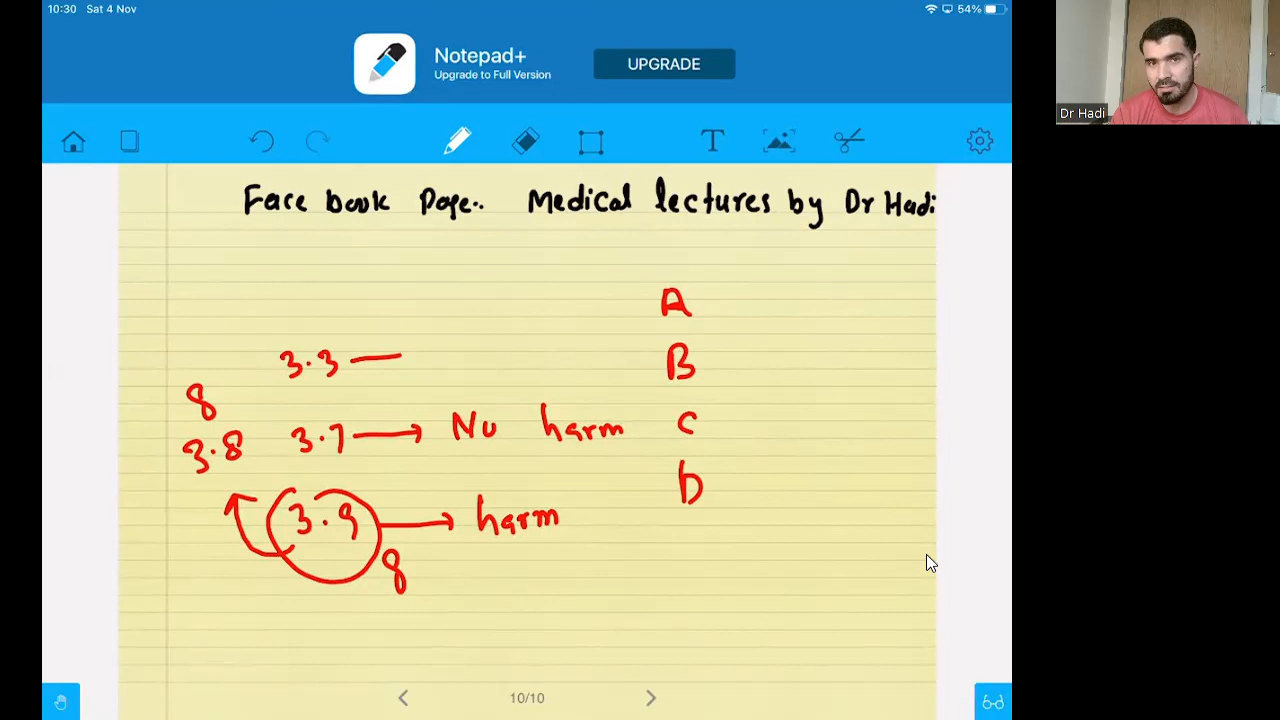 10:30 Sat 4 Nov
54%
Notepad+
Upgrade to Full Version
UPGRADE
T
Dr Hadi
Face book Page.. Medical lectures by Dr Hadi
A
3.3 —
B
8
3.8 3.7 → No harm
C
D
3.9 → harm
8
10/10